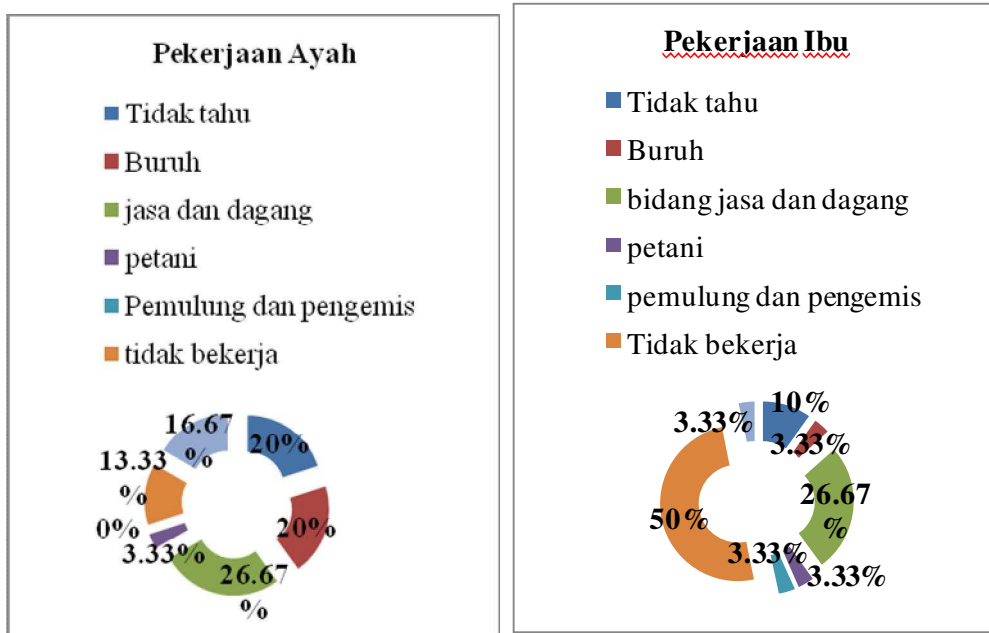 Pekerjaan Ayah
Tidak tahu
Buruh
jasa dan dagang
petani
Pemulung dan pengemis
tidak bekerja
16.67
%
20%
13.33
%
20%
0%
3.33%
26.67
%
Pekerjaan Ibu
Tidak tahu
Buruh
bidang jasa dan dagang
petani
pemulung dan pengemis
Tidak bekerja
10%
3.33%
3.33%
26.67
%
50%
3.33%
3.33%